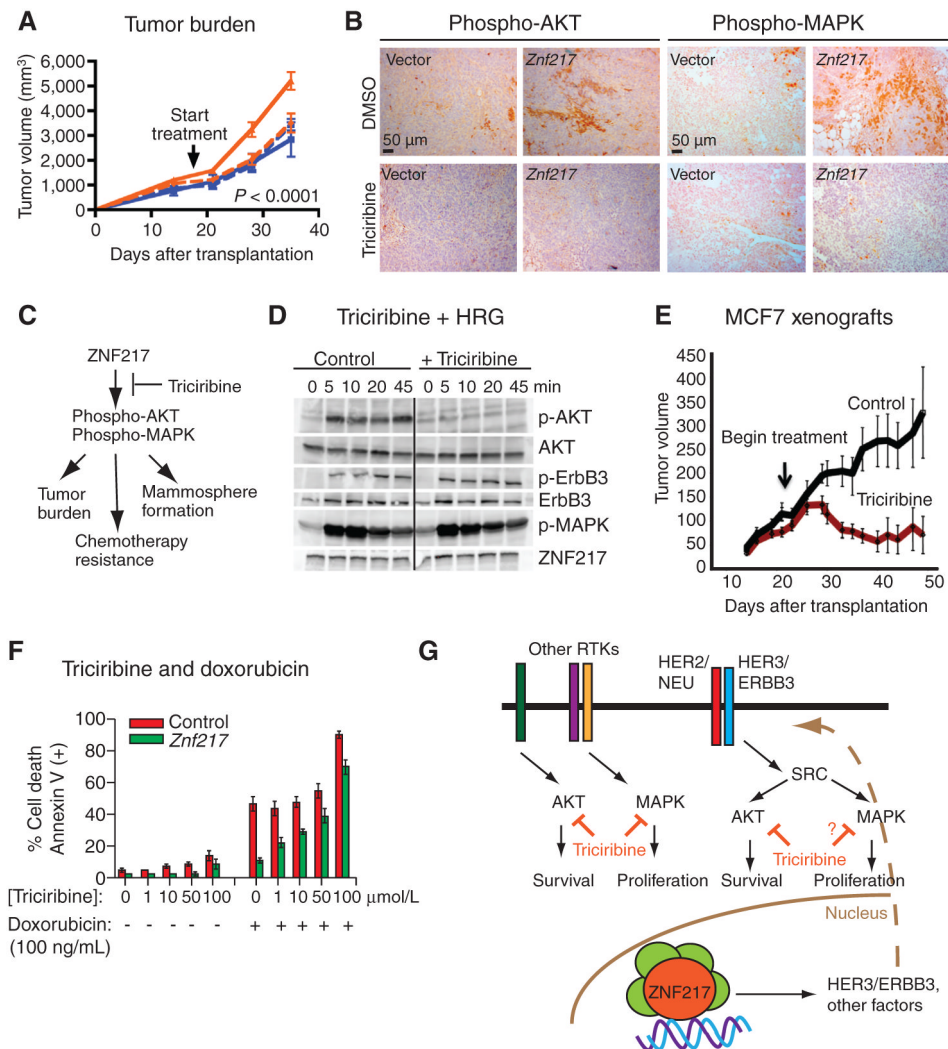 A
Tumor burden
Tumor volume (mm³)
6,000
5,000
4,000
3,000
2,000
1,000
0
Start
treatment
P < 0.0001
0 10 20 30 40
Days after transplantation
B
Phospho-AKT
Phospho-MAPK
DMSO
Vector
Znf217
Vector
Znf217
50 µm
50 µm
Triciribine
Vector
Znf217
Vector
Znf217
C
ZNF217
Triciribine
Phospho-AKT
Phospho-MAPK
Tumor
burden
Mammosphere
formation
Chemotherapy
resistance
D
Triciribine + HRG
Control
+ Triciribine
0 5 10 20 45 0 5 10 20 45 min
p-AKT
AKT
p-ErbB3
ErbB3
p-MAPK
ZNF217
E
MCF7 xenografts
Tumor volume
450
400
350
300
250
200
150
100
50
0
Control
Begin treatment
Triciribine
10 20 30 40 50
Days after transplantation
F
Triciribine and doxorubicin
% Cell death
Annexin V (+)
100
80
60
40
20
0
Control
Znf217
[Triciribine]: 0 1 10 50 100 0 1 10 50 100 µmol/L
Doxorubicin: - - - - - + + + + +
(100 ng/mL)
G
Other RTKs
HER2/
NEU
HER3/
ERBB3
SRC
AKT
MAPK
AKT
MAPK
Triciribine
?
Triciribine
Survival
Proliferation
Survival
Proliferation
Nucleus
ZNF217
HER3/ERBB3,
other factors